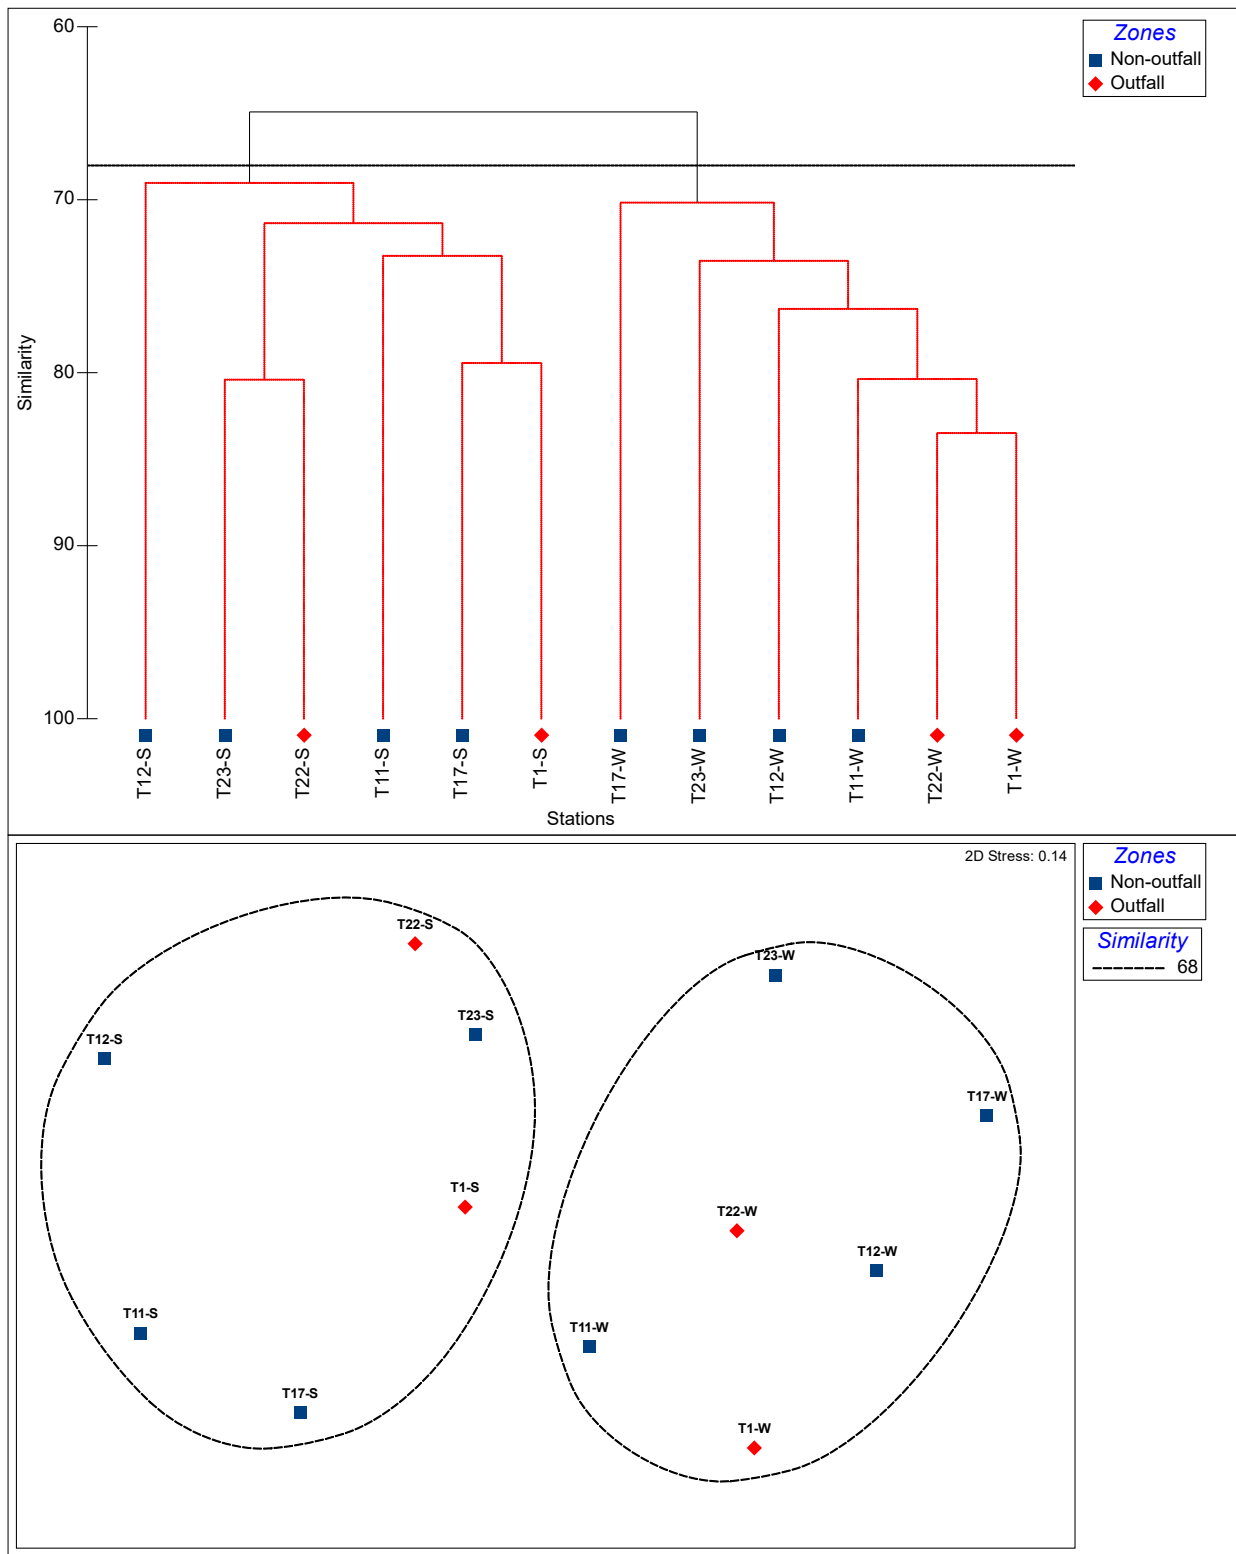 60
70
80
90
100
Similarity
Zones
Non-outfall
Outfall
T12-S
T23-S
T22-S
T11-S
T17-S
T1-S
T17-W
T23-W
T12-W
T11-W
T22-W
T1-W
Stations
2D Stress: 0.14
Zones
Non-outfall
Outfall
Similarity
68
T22-S
T23-W
T23-S
T12-S
T17-W
T1-S
T22-W
T12-W
T11-S
T11-W
T17-S
T1-W